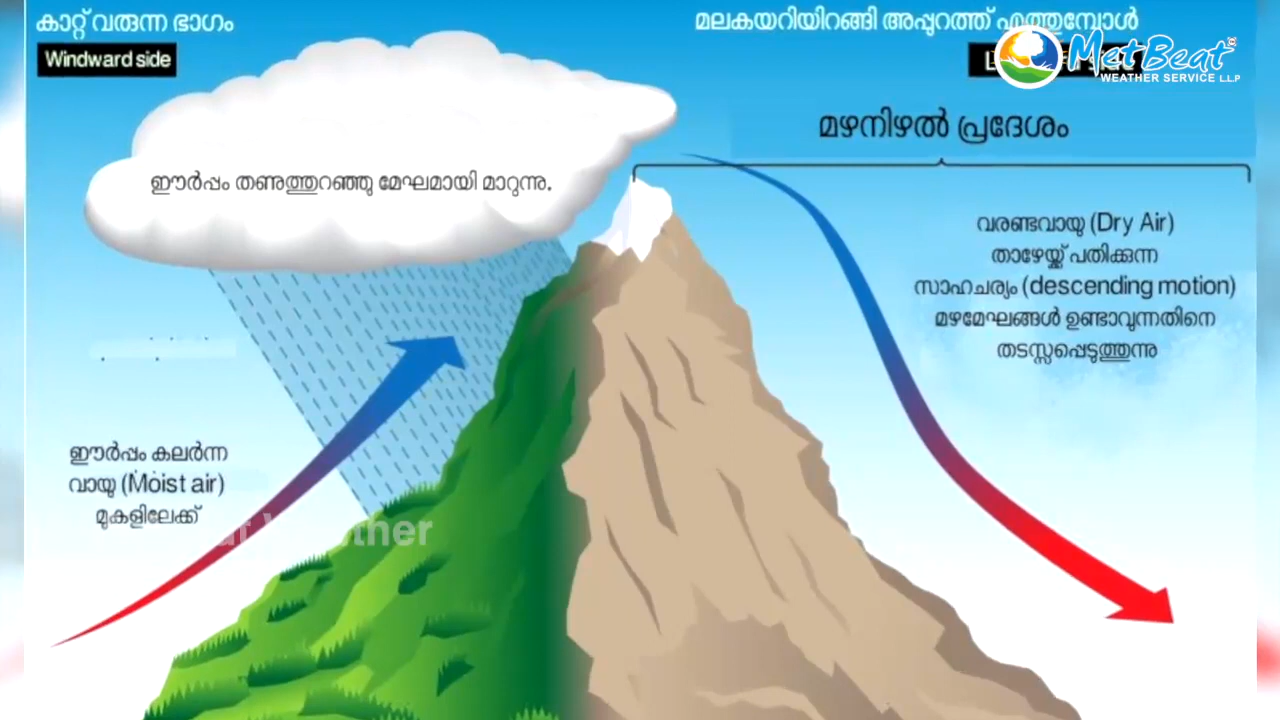 കാറ്റ് വരുന്ന ഭാഗം
Windward side
മലകയറിയിറങ്ങി അപ്പുറത്ത് എത്തുമ്പോൾ
MetBeat
WEATHER SERVICE LLP
മഴനിഴൽ പ്രദേശം
ഈർപ്പം തണുത്തുറഞ്ഞു മേഘമായി മാറുന്നു.
വരണ്ടവായു (Dry Air)
താഴേയ്ക്ക് പതിക്കുന്ന
സാഹചര്യം (descending motion)
മഴമേഘങ്ങൾ ഉണ്ടാവുന്നതിനെ
തടസ്സപ്പെടുത്തുന്നു
ഈർപ്പം കലർന്ന
വായു (Moist air)
മുകളിലേക്ക്